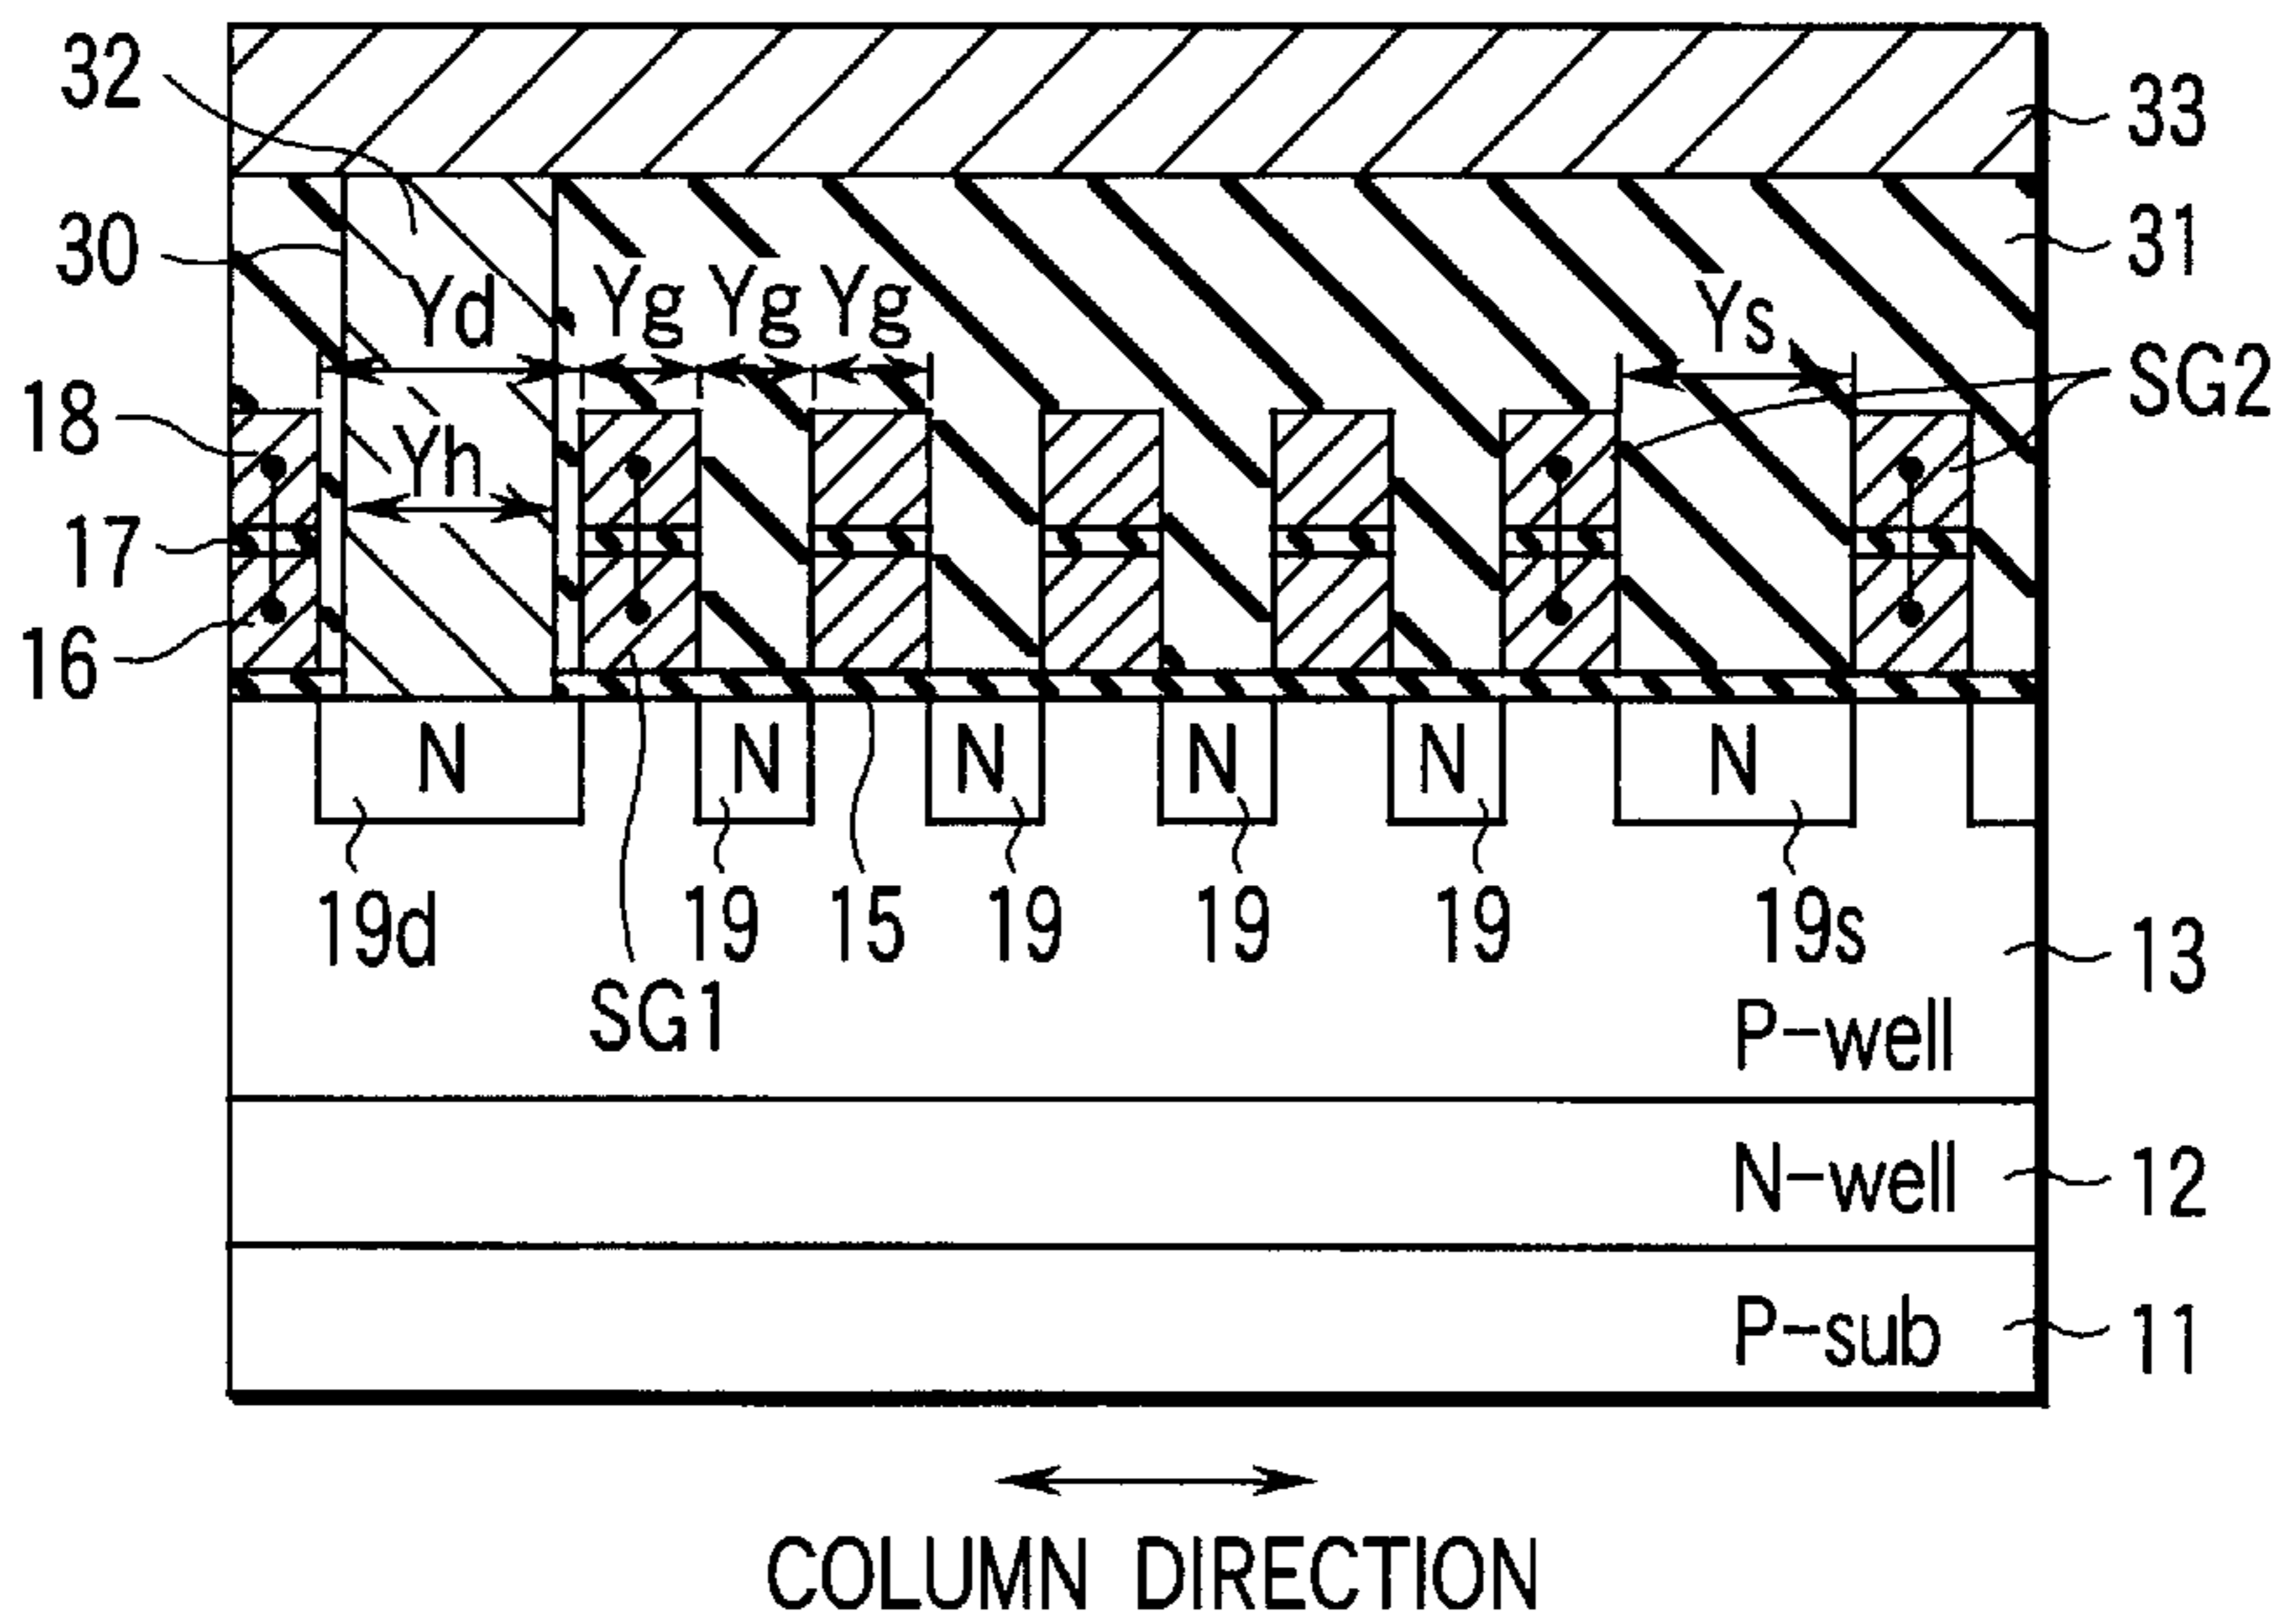 32
33
30
31
Yd Yg Yg Yg Ys
18
SG2
Yh
17
16
N N N N N N
19d 19 15 19 19 19 19s
13
SG1
P-well
N-well
12
P-sub
11
COLUMN DIRECTION